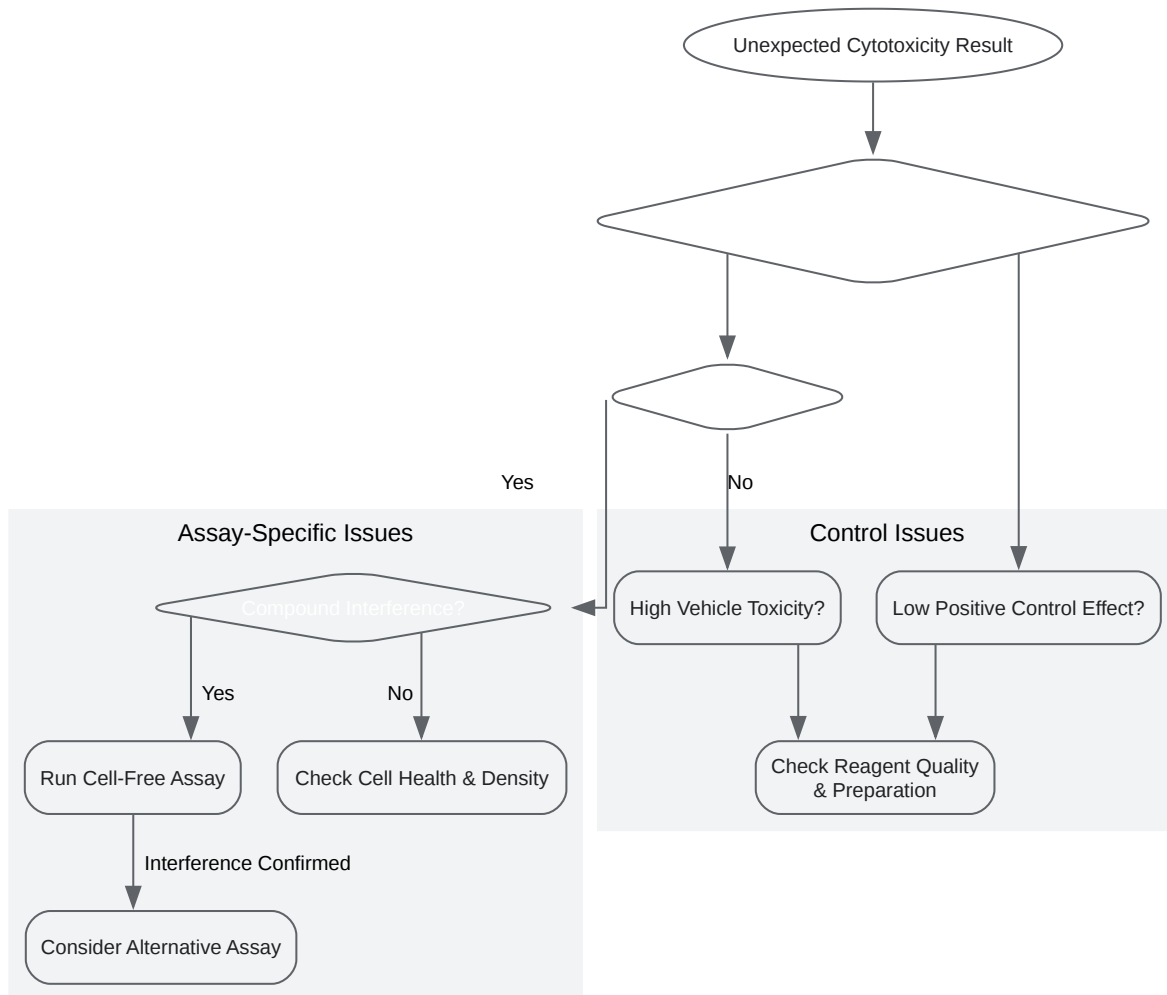 Unexpected Cytotoxicity Result
Yes
No
Assay-Specific Issues
Control Issues
Compound Interference?
High Vehicle Toxicity?
Low Positive Control Effect?
Yes
No
Run Cell-Free Assay
Check Cell Health & Density
Check Reagent Quality
& Preparation
Interference Confirmed
Consider Alternative Assay